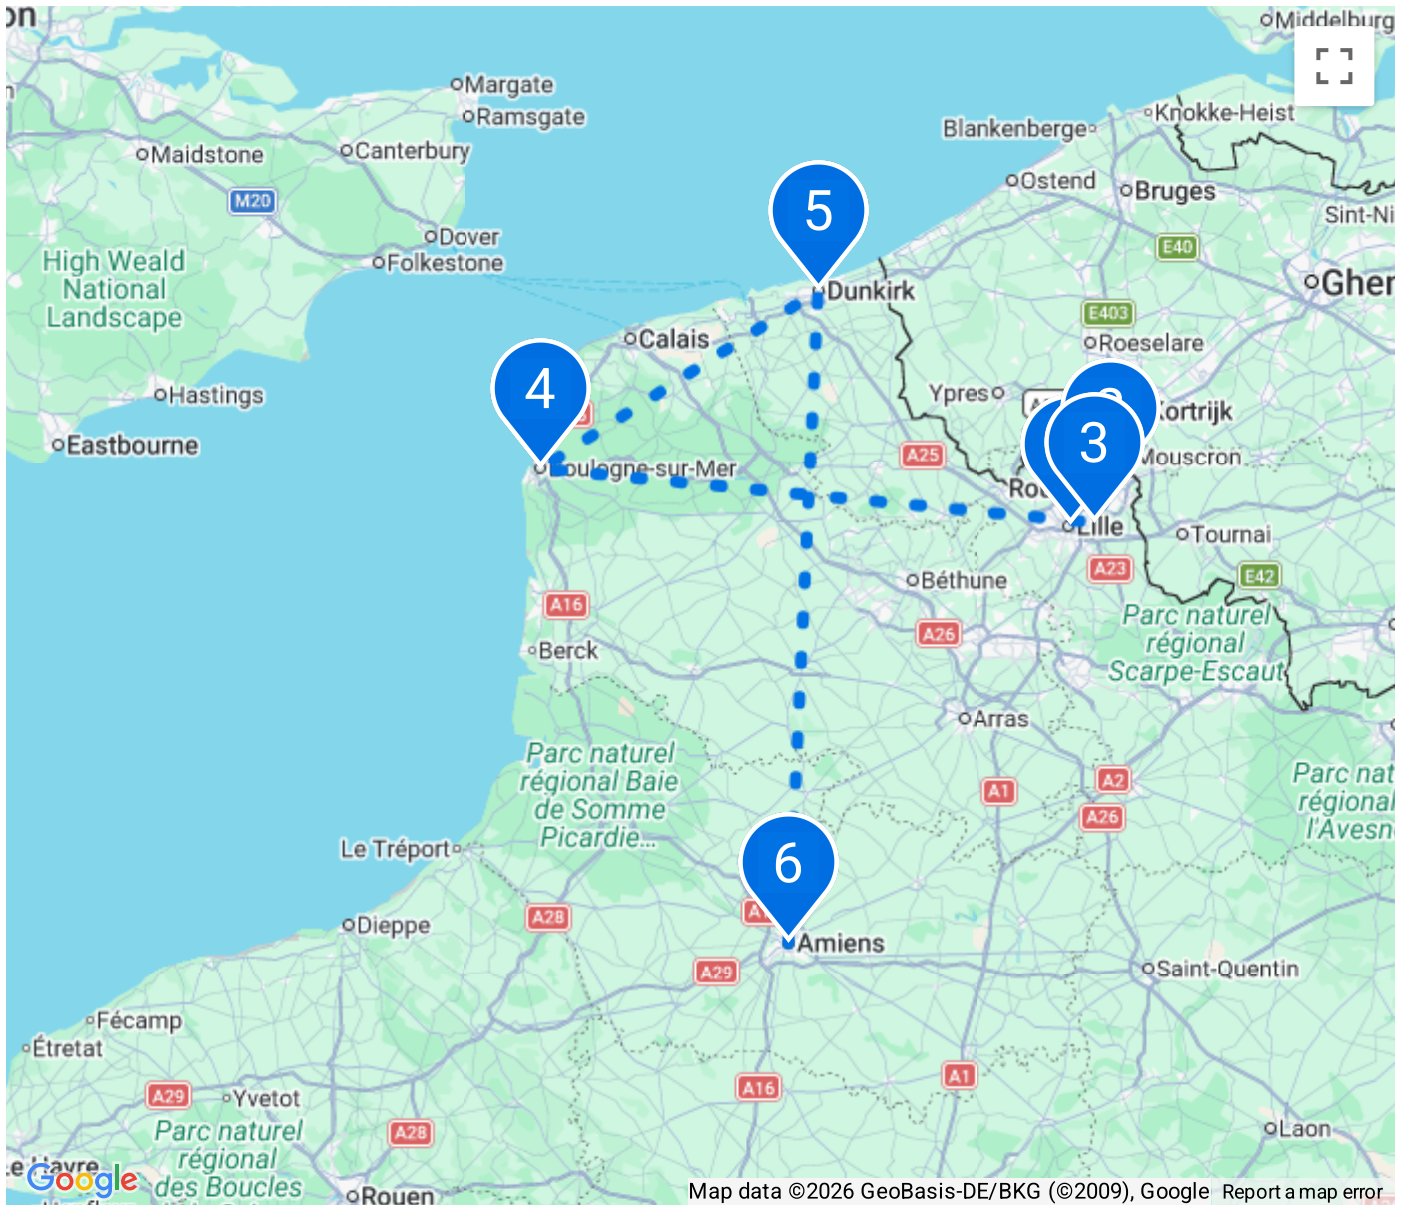 Middelburg
Margate
Ramsgate
Knokke-Heist
Blankenberge
Maidstone
Canterbury
5
Ostend
Bruges
M20
Sint-Ni
Dover
E40
Folkestone
High Weald
National
Landscape
Dunkirk
Gher
E403
Calais
Roeselare
4
Hastings
Ypres
Kortrijk
3
Eastbourne
A25
Mouscron
Boulogne-sur-Mer
Lille
Tournai
A23
E42
Béthune
A16
Parc naturel
régional
Scarpe-Escaut
A26
Berck
Arras
Parc naturel
régional Baie
de Somme
Picardie...
A1
A2
A26
Parc nat
régional
l'Avesn
Le Tréport
6
A28
Dieppe
Amiens
A29
Saint-Quentin
Fécamp
Étretat
A16
A1
A29
Yvetot
Parc naturel
régional
des Boucles
A28
Laon
Le Havre
Google
Rouen
Map data ©2026 GeoBasis-DE/BKG (©2009), Google
Report a map error